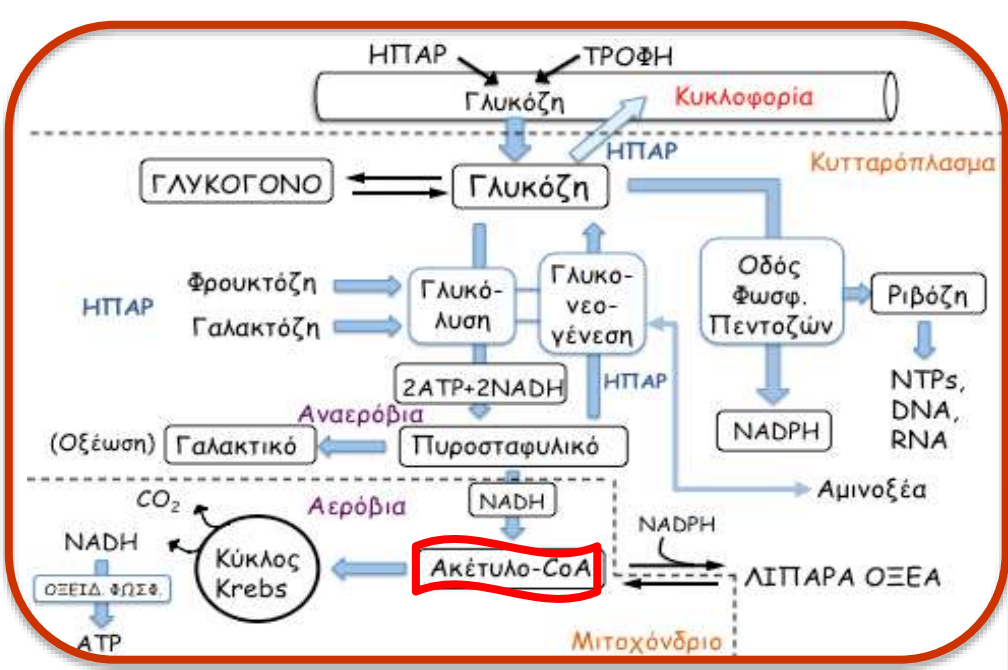 ΗΠΑΡ
ΤΡΟΦΗ
Γλυκόζη
Κυκλοφορία
ΗΠΑΡ
Κυτταρόπλασμα
ΓΛΥΚΟΓΟΝΟ
Γλυκόζη
ΗΠΑΡ
Φρουκτόζη
Γαλακτόζη
Γλυκό-
λυση
Γλυκο-
νεο-
γένεση
Οδός
Φωσφ.
Πεντοζών
Ριβόζη
ΗΠΑΡ
2ATP+2NADH
NTPs,
DNA,
RNA
NADPH
Αναερόβια
(Οξέωση)
Γαλακτικό
Πυροσταφυλικό
Αμινοξέα
Αερόβια
NADH
CO2
NADH
ΟΞΕΙΔ. ΦΩΣΦ.
ATP
Κύκλος
Krebs
Ακέτυλο-CoA
NADPH
ΛΙΠΑΡΑ ΟΞΕΑ
Μιτοχόνδριο